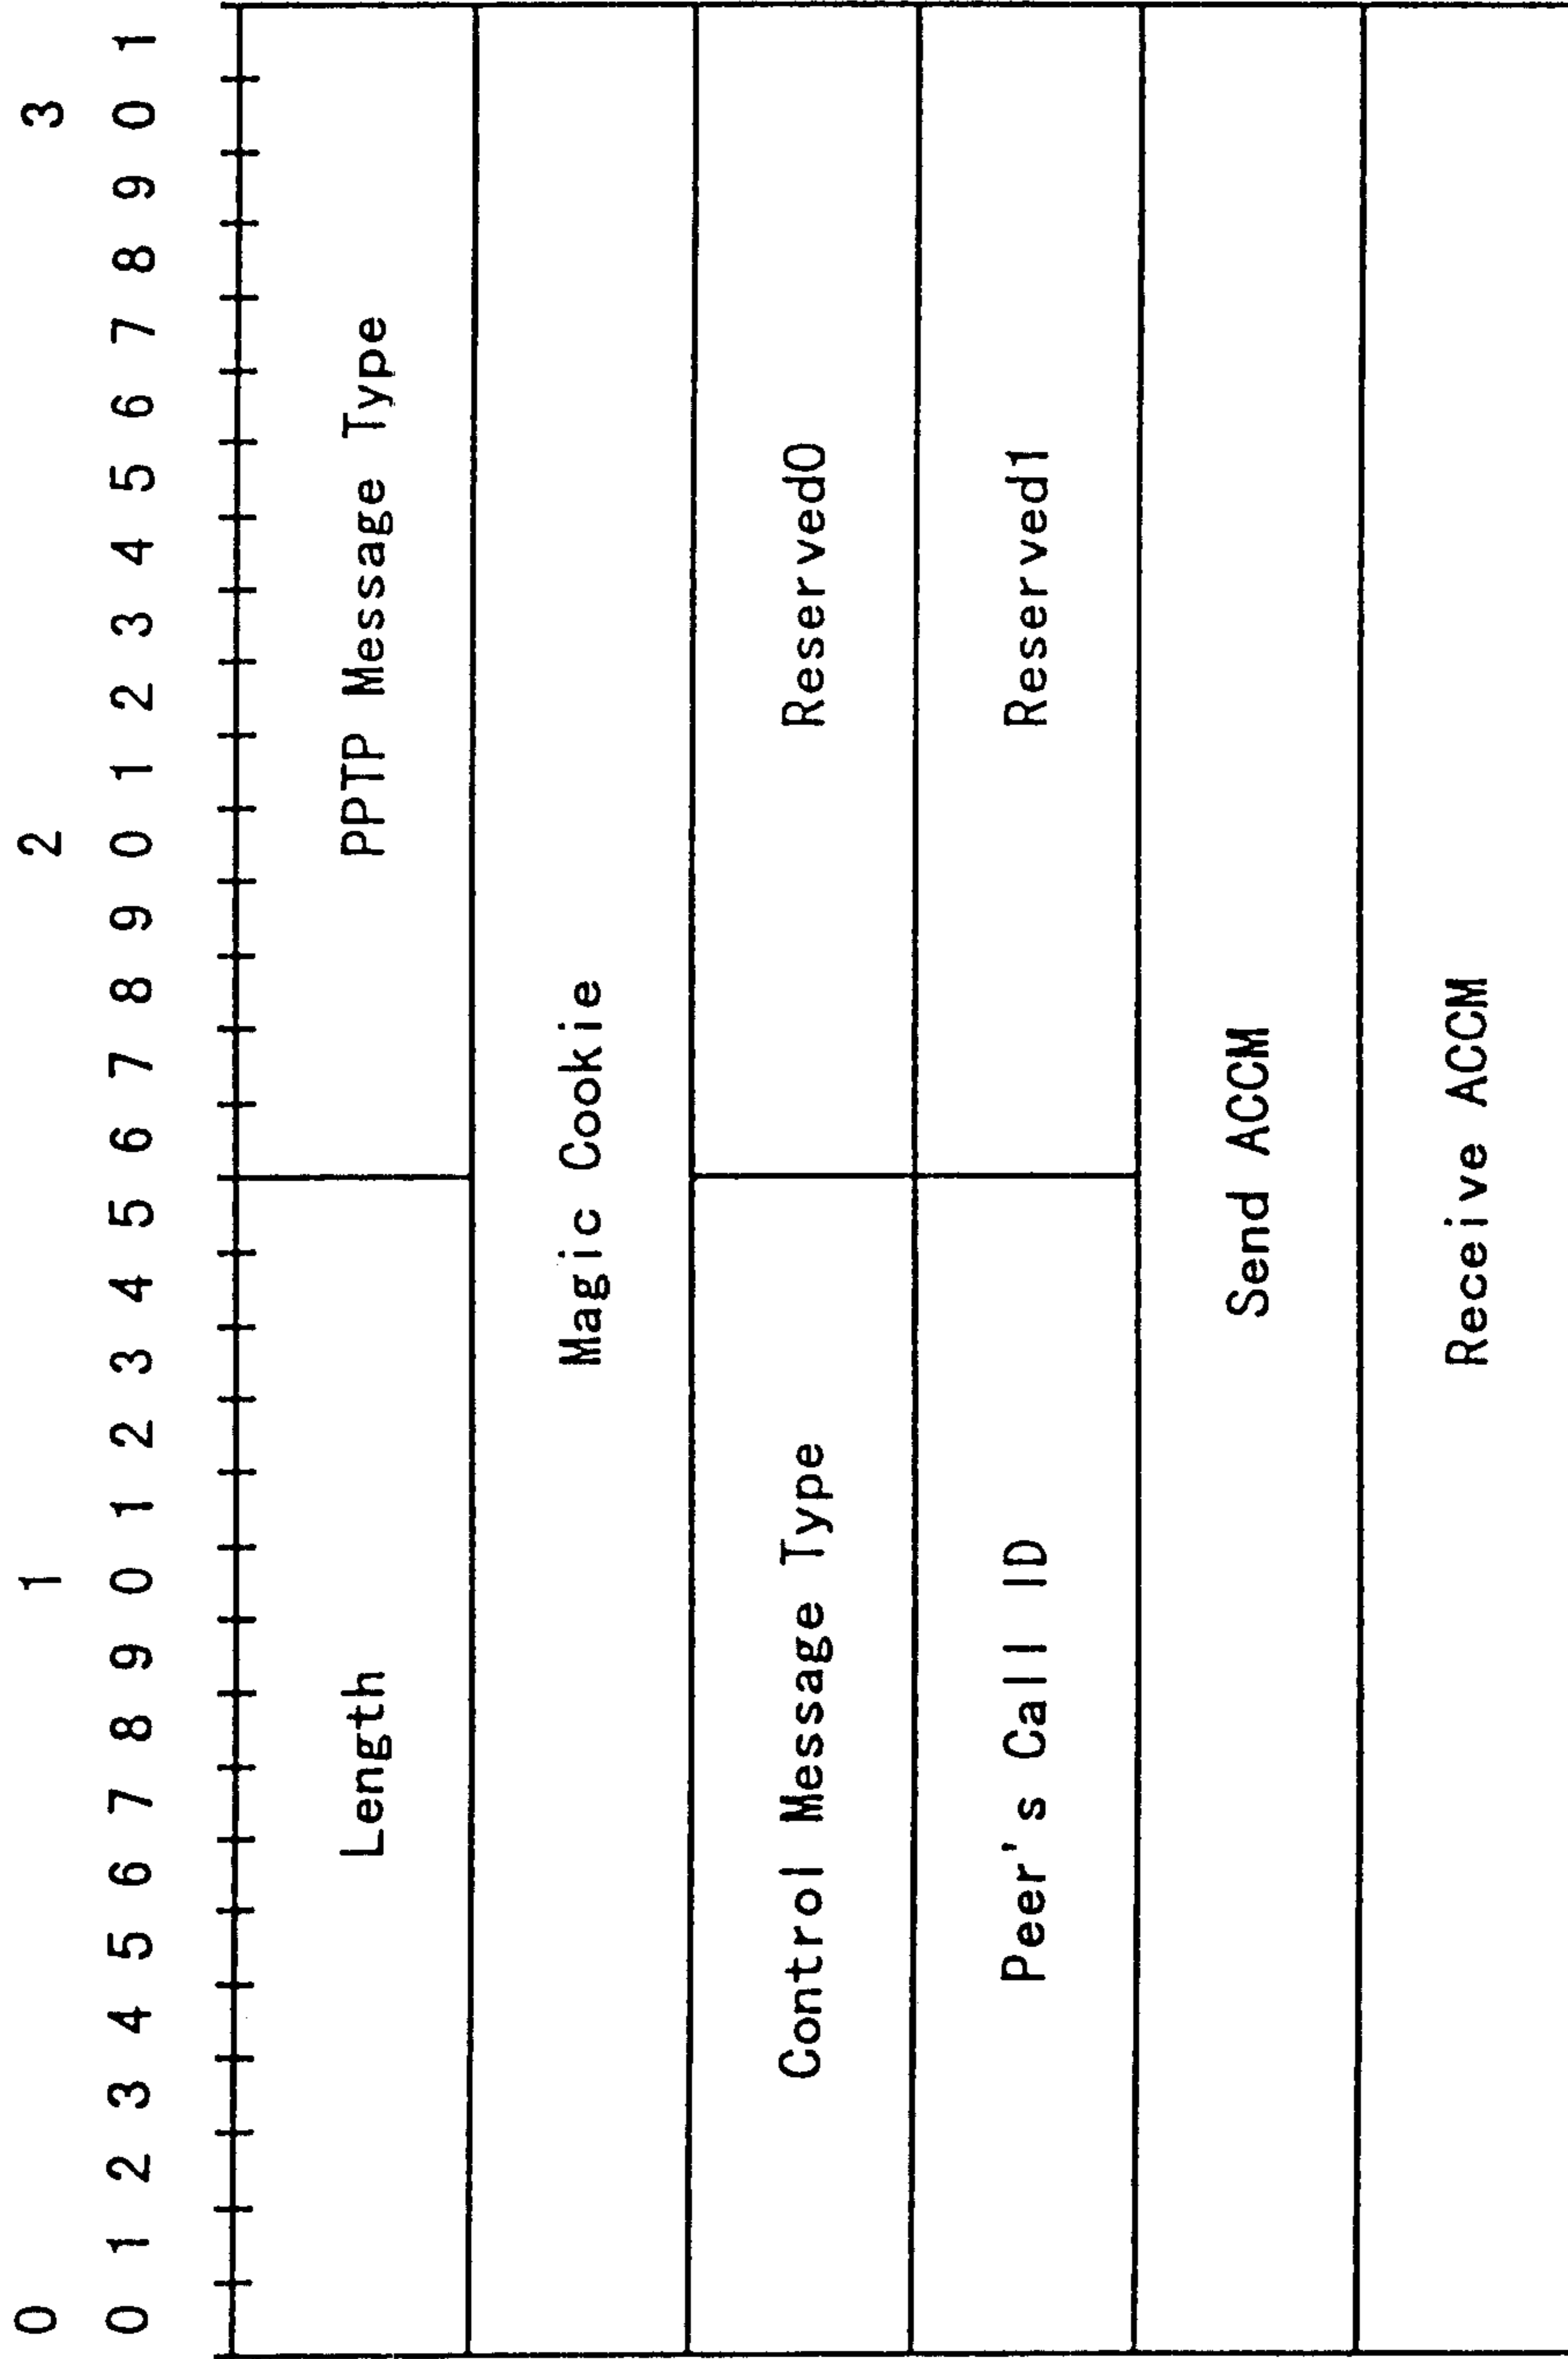 0 1 2 3
0 1 2 3 4 5 6 7 8 9 0 1 2 3 4 5 6 7 8 9 0 1 2 3 4 5 6 7 8 9 0 1
Length PPTP Message Type
Magic Cookie
Control Message Type Reserved0
Peer's Call ID Reserved1
Send ACCM
Receive ACCM